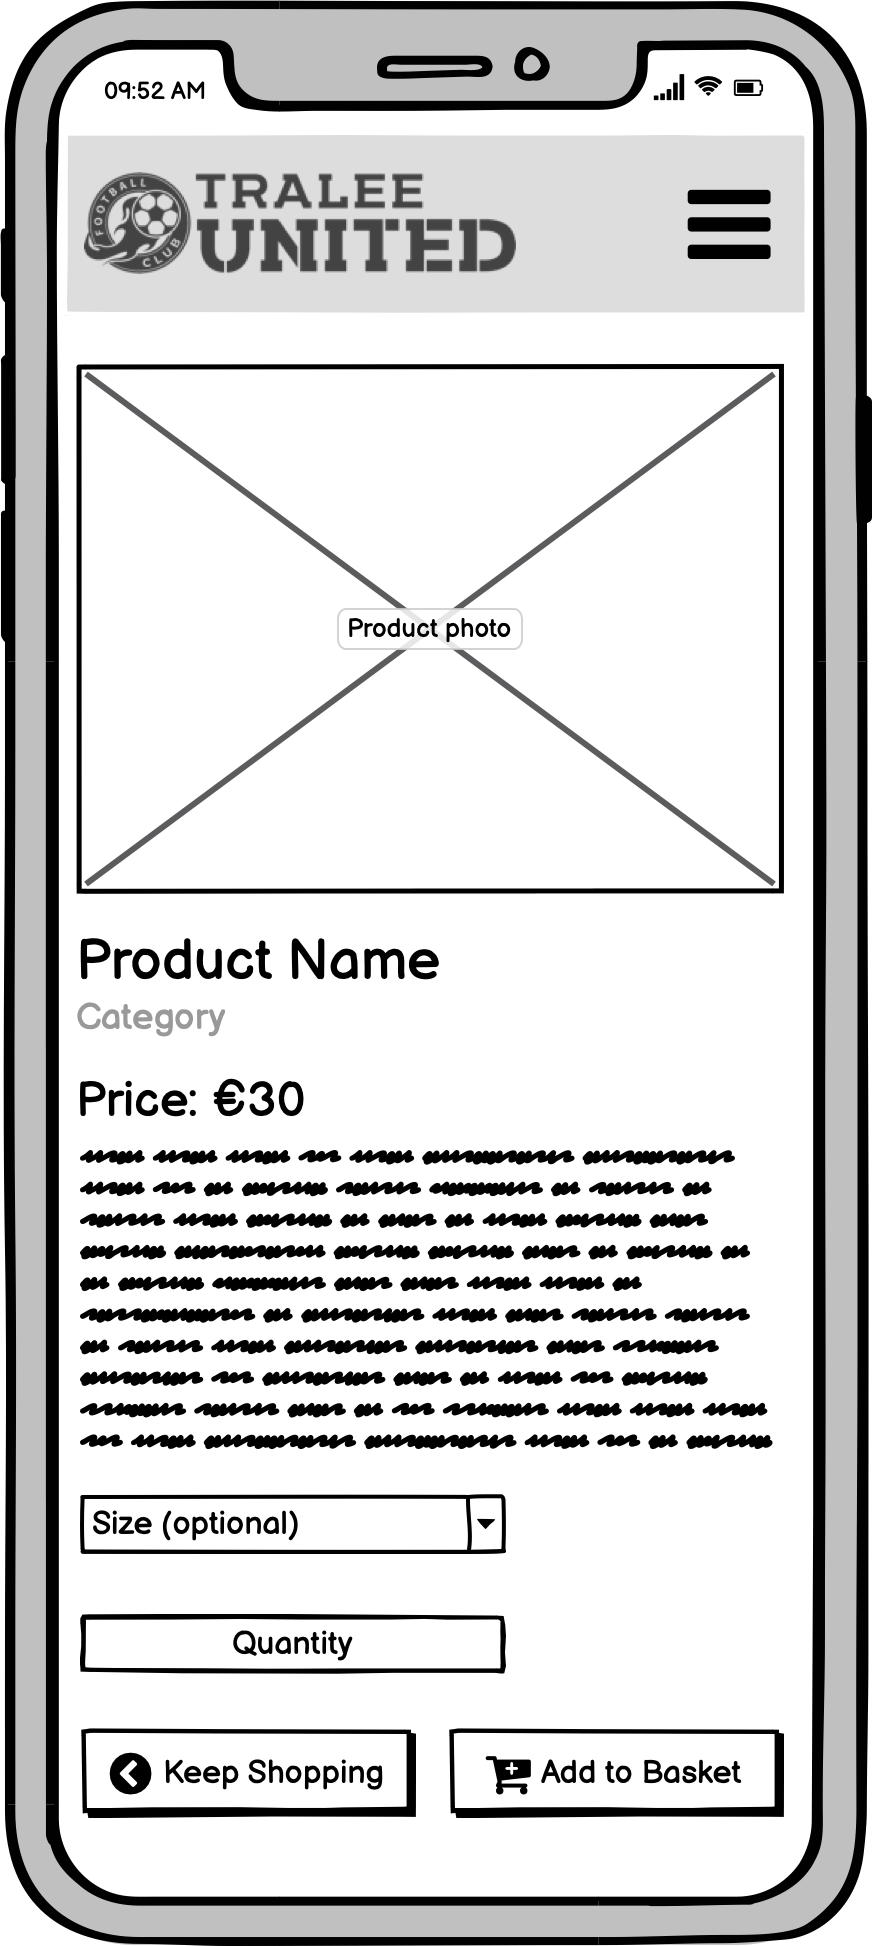 09:52 AM
FOOTBALL
CLUB
TRALEE
UNITED
Product photo
Product Name
Category
Price: €30
Size (optional)
Quantity
Keep Shopping
Add to Basket